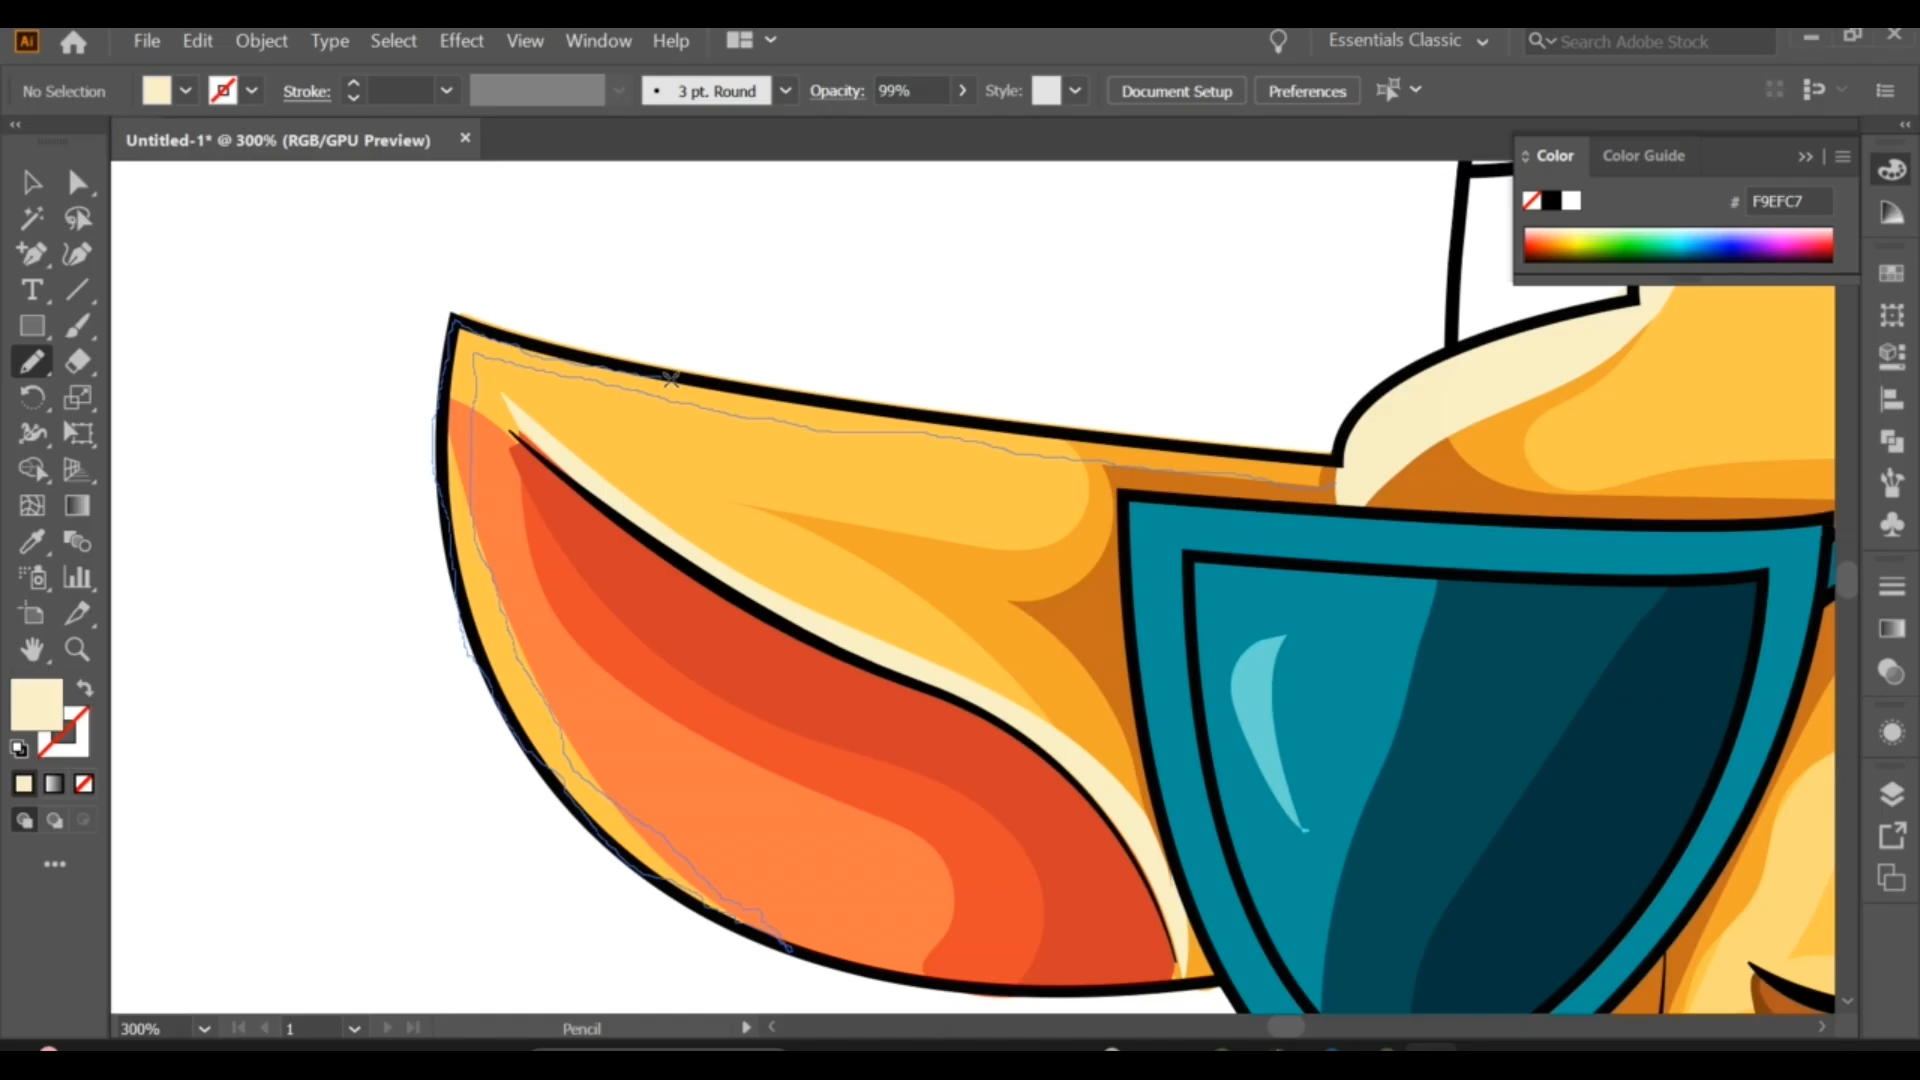 Ai File Edit Object Type Select Effect View Window Help Essentials Classic Search Adobe Stock
No Selection Stroke: 3 pt. Round Opacity: 99% Style: Document Setup Preferences
Untitled-1* @ 300% (RGB/GPU Preview)
Color Color Guide
# F9EFC7
300% 1 Pencil